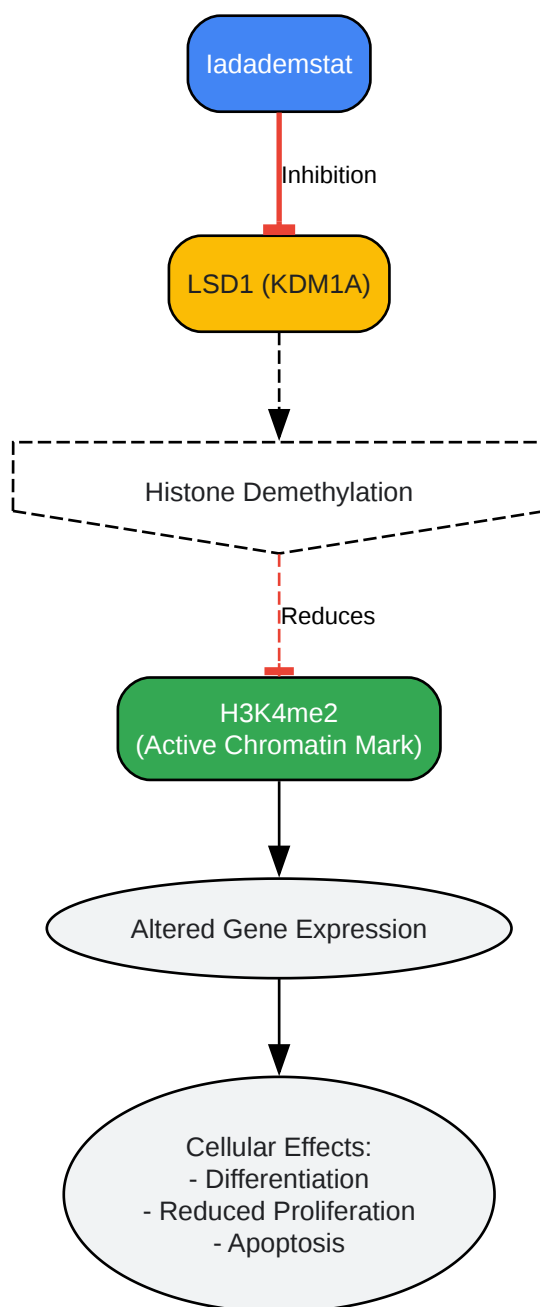 Iadademstat
Inhibition
LSD1 (KDM1A)
Histone Demethylation
Reduces
H3K4me2
(Active Chromatin Mark)
Altered Gene Expression
Cellular Effects:
- Differentiation
- Reduced Proliferation
- Apoptosis